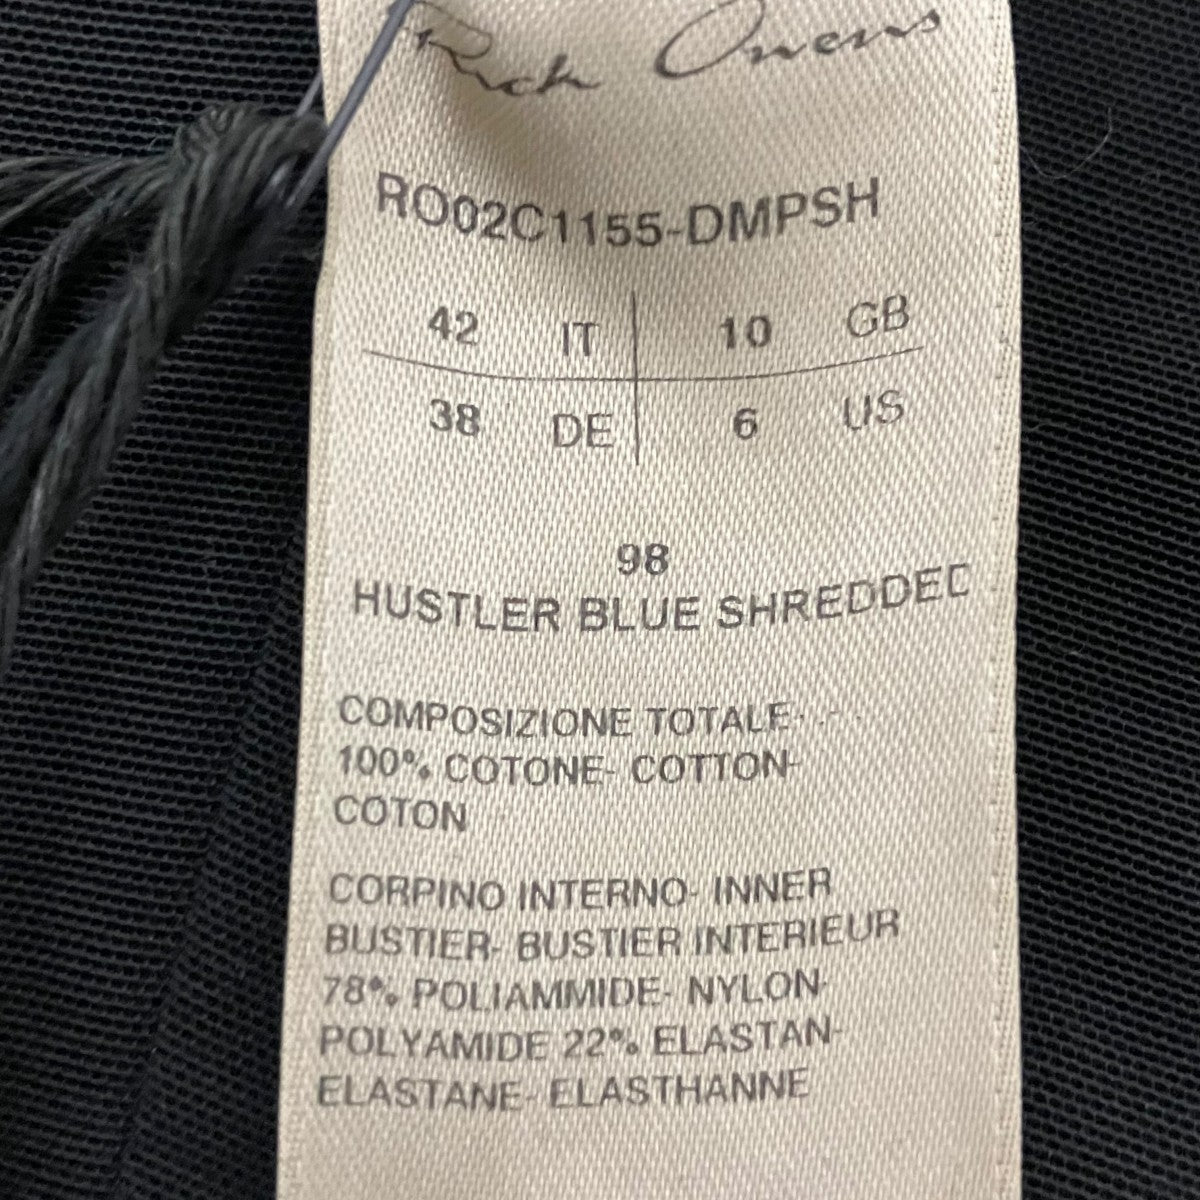 Rick Owens
RO02C1155-DMPSH
42 IT 10 GB
38 DE 6 US
98
HUSTLER BLUE SHREDDED
COMPOSIZIONE TOTALE-
100% COTONE- COTTON-
COTON
CORPINO INTERNO- INNER
BUSTIER- BUSTIER INTERIEUR
78% POLIAMMIDE- NYLON-
POLYAMIDE 22% ELASTAN-
ELASTANE- ELASTHANNE